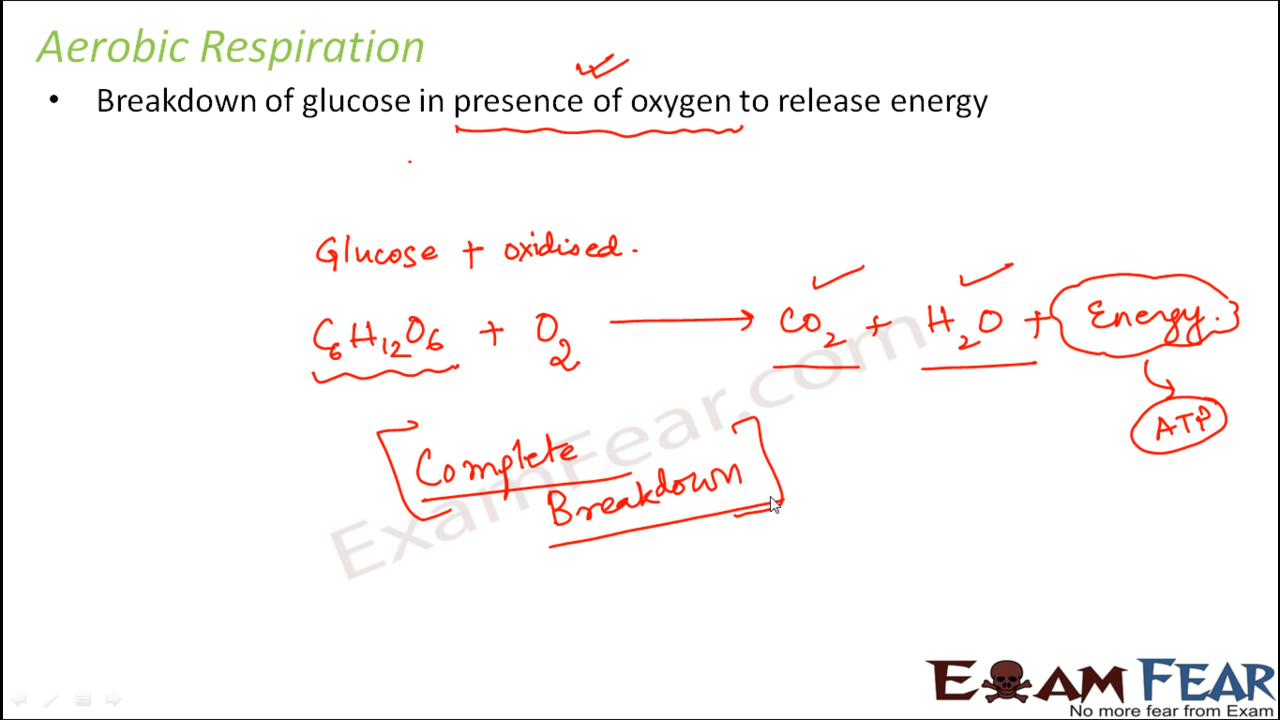 Aerobic Respiration
• Breakdown of glucose in presence of oxygen to release energy
Glucose + oxidised.
C6H12O6 + O2 → CO2 + H2O + Energy.
ATP
[Complete
Breakdown]
ExamFear.com
EXAM FEAR
No more fear from Exam